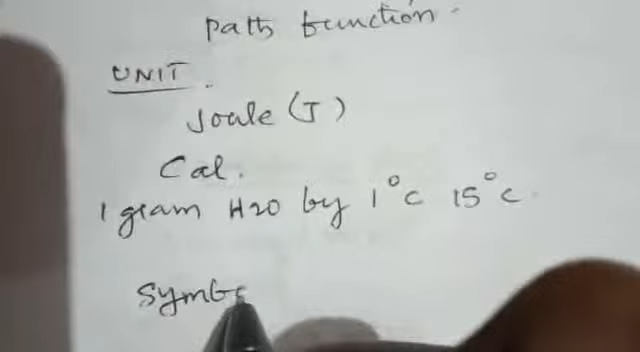 Path function.
UNIT.
Joule (J)
Cal.
1 gram H2O by 1°C 15°C.